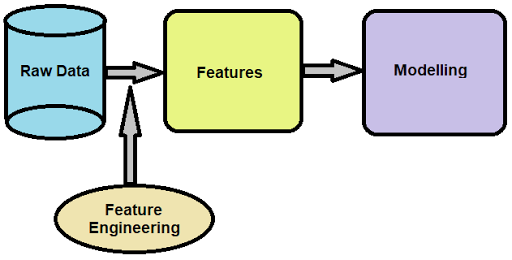 Raw Data
Features
Modelling
Feature
Engineering